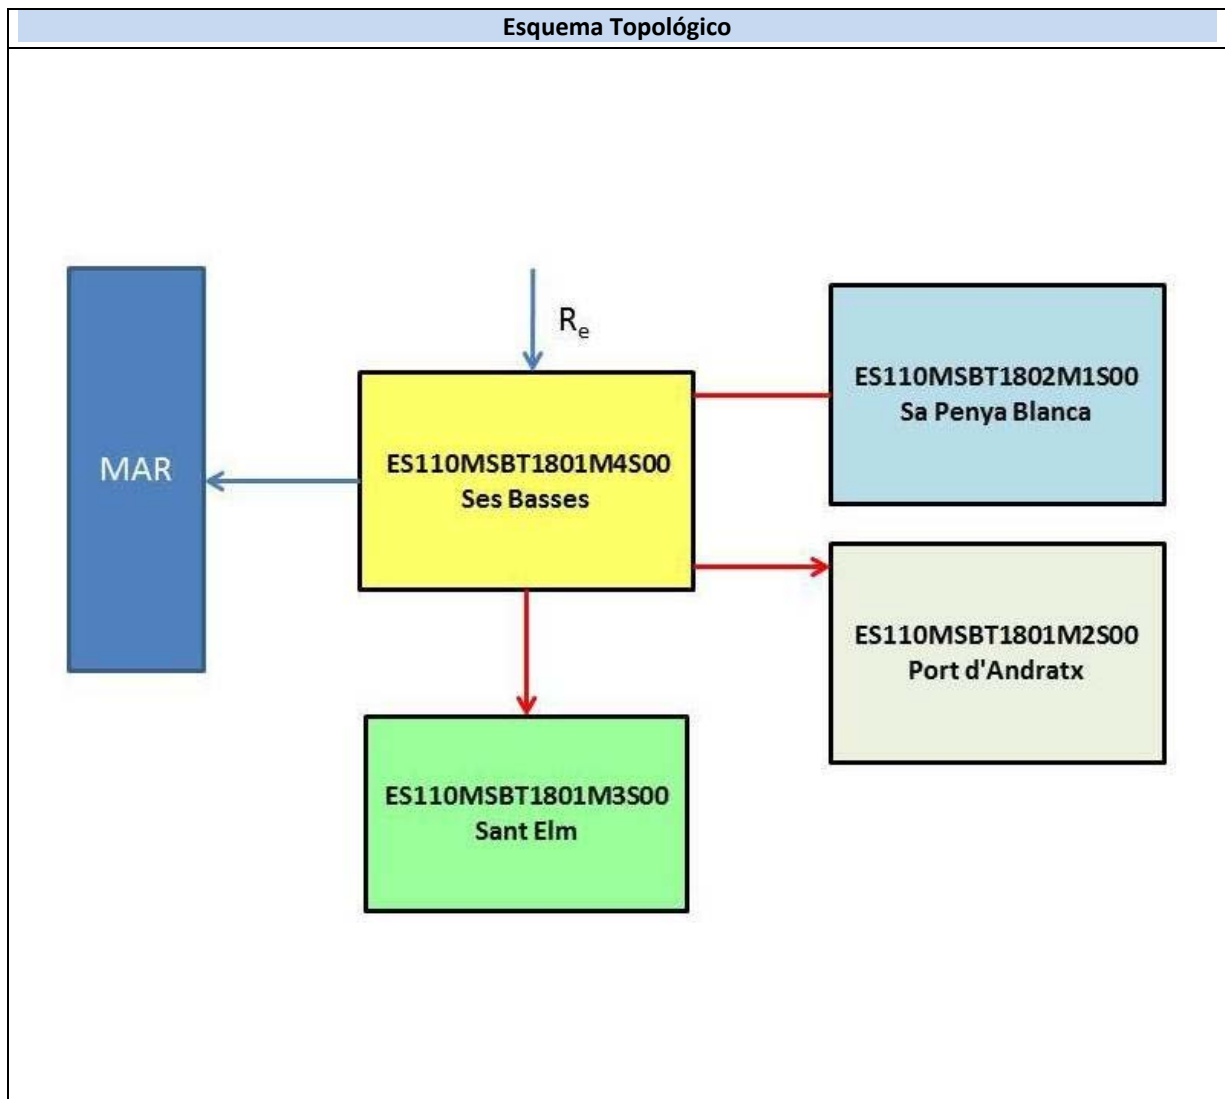 Esquema Topológico
Re
ES110MSBT1802M1S00
Sa Penya Blanca
MAR
ES110MSBT1801M4S00
Ses Basses
ES110MSBT1801M2S00
Port d'Andratx
ES110MSBT1801M3S00
Sant Elm